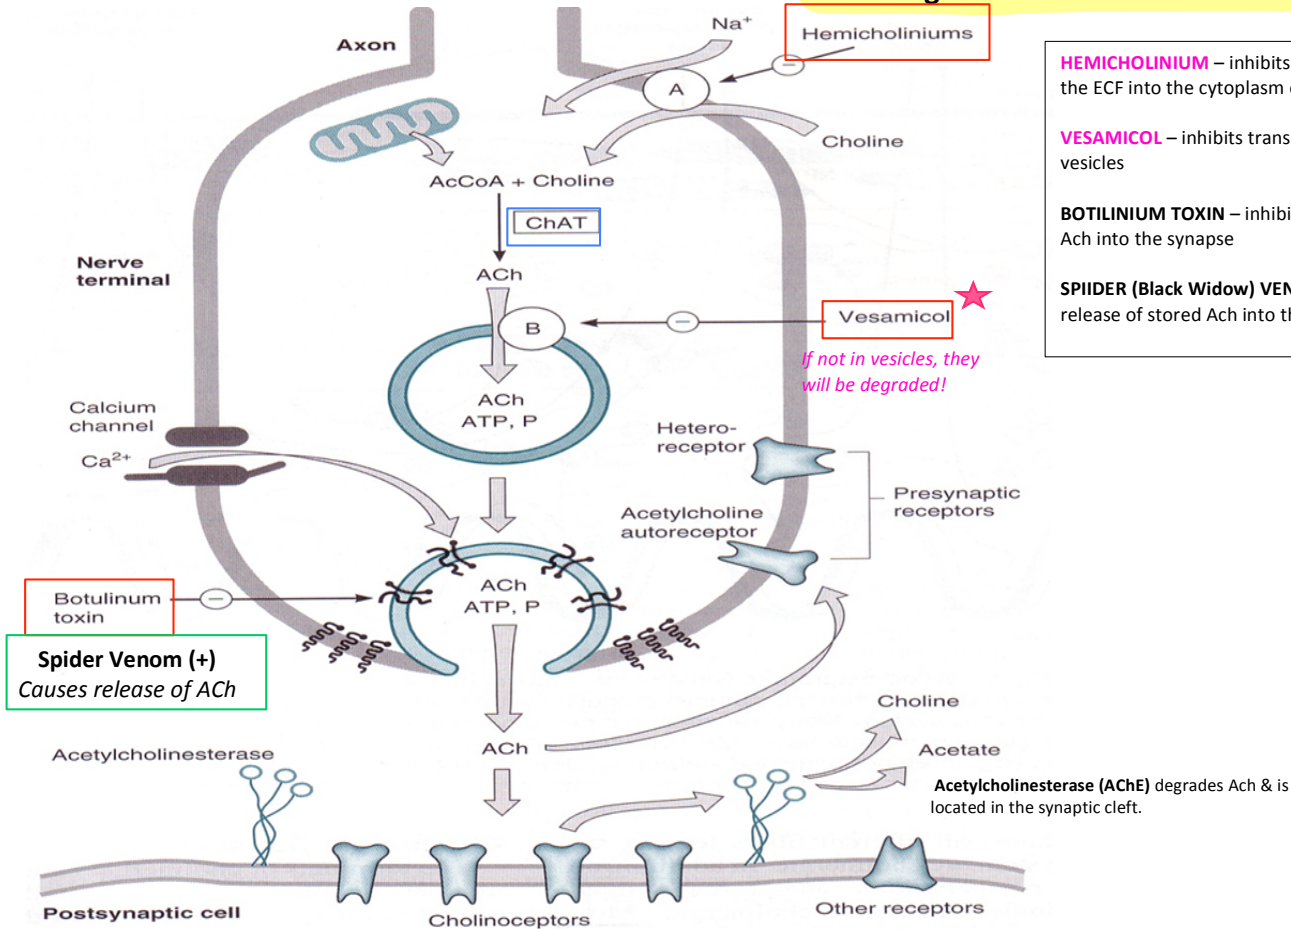 Na⁺
Hemicholiniums
Axon
A
Choline
HEMICHOLINIUM – inhibits
the ECF into the cytoplasm
VESAMICOL – inhibits
vesicles
BOTILINIUM TOXIN –
Ach into the synapse
SPIIDER (Black Widow)
release of stored Ach into
AcCoA + Choline
ChAT
Nerve
terminal
ACh
B
Vesamicol
If not in vesicles, they
will be degraded!
ACh
ATP, P
Calcium
channel
Ca²⁺
Hetero-
receptor
Presynaptic
receptors
Acetylcholine
autoreceptor
Botulinum
toxin
ACh
ATP, P
Spider Venom (+)
Causes release of ACh
Choline
Acetylcholinesterase
ACh
Acetate
Acetylcholinesterase (AChE) degrades Ach & is
located in the synaptic cleft.
Postsynaptic cell
Cholinoceptors
Other receptors